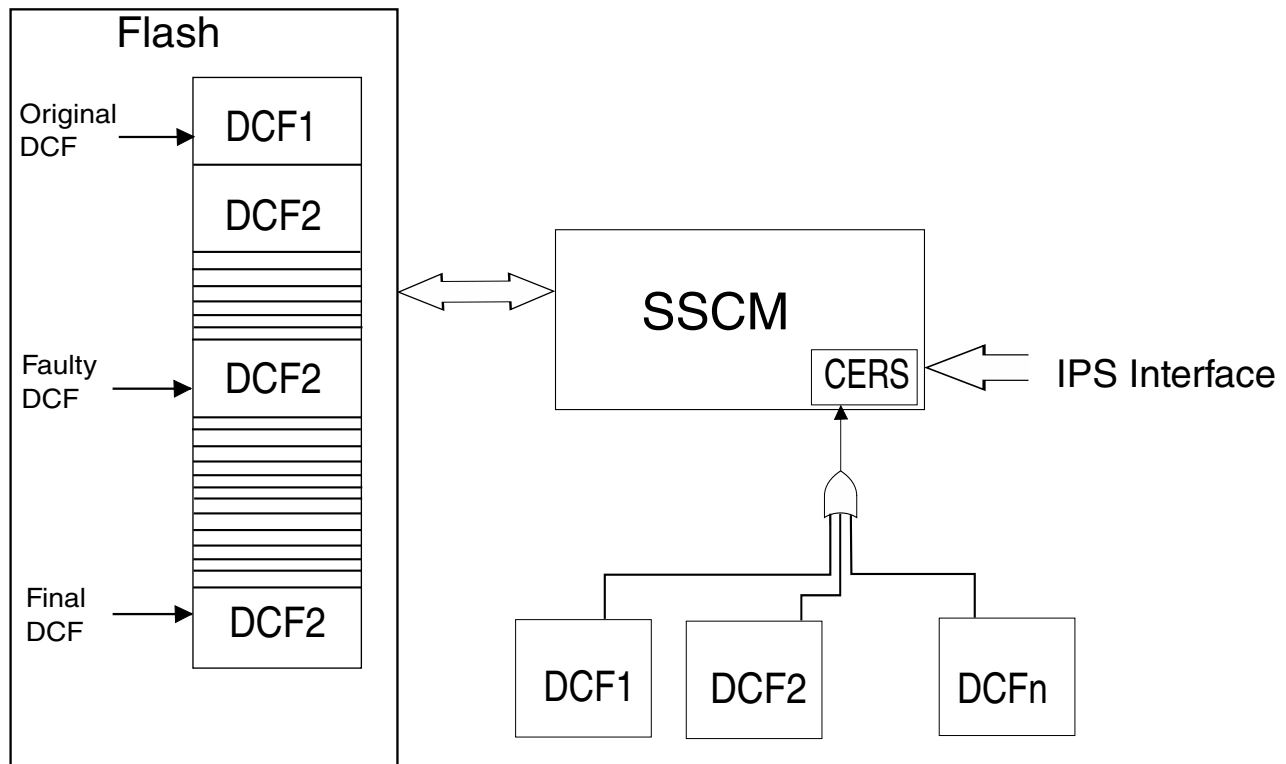 Flash
Original
DCF
DCF1
DCF2
Faulty
DCF
DCF2
Final
DCF
DCF2
SSCM
CERS
IPS Interface
DCF1
DCF2
DCFn